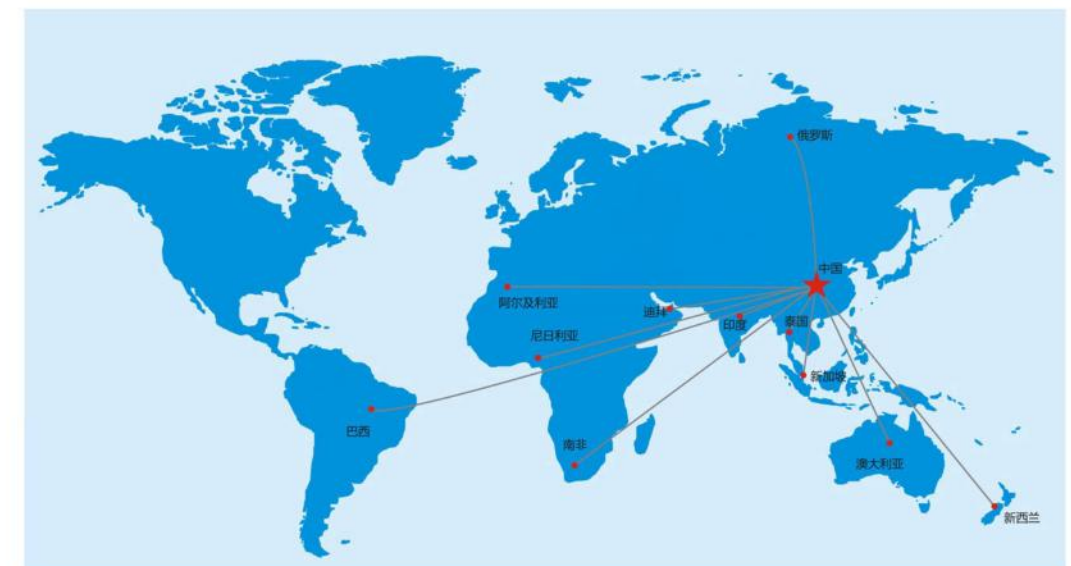 俄罗斯
中国
阿尔及利亚
迪拜
印度
泰国
尼日利亚
新加坡
巴西
南非
澳大利亚
新西兰